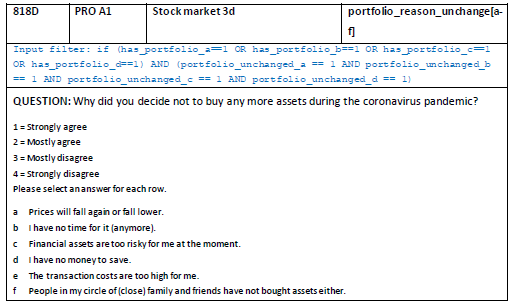 818D PRO A1 Stock market 3d portfolio_reason_unchange[a-
f]
Input filter: if (has_portfolio_a==1 OR has_portfolio_b==1 OR has_portfolio_c==1
OR has_portfolio_d==1) AND (portfolio_unchanged_a == 1 AND portfolio_unchanged_b
== 1 AND portfolio_unchanged_c == 1 AND portfolio_unchanged_d == 1)
QUESTION: Why did you decide not to buy any more assets during the coronavirus pandemic?
1 = Strongly agree
2 = Mostly agree
3 = Mostly disagree
4 = Strongly disagree
Please select an answer for each row.
a Prices will fall again or fall lower.
b I have no time for it (anymore).
c Financial assets are too risky for me at the moment.
d I have no money to save.
e The transaction costs are too high for me.
f People in my circle of (close) family and friends have not bought assets either.